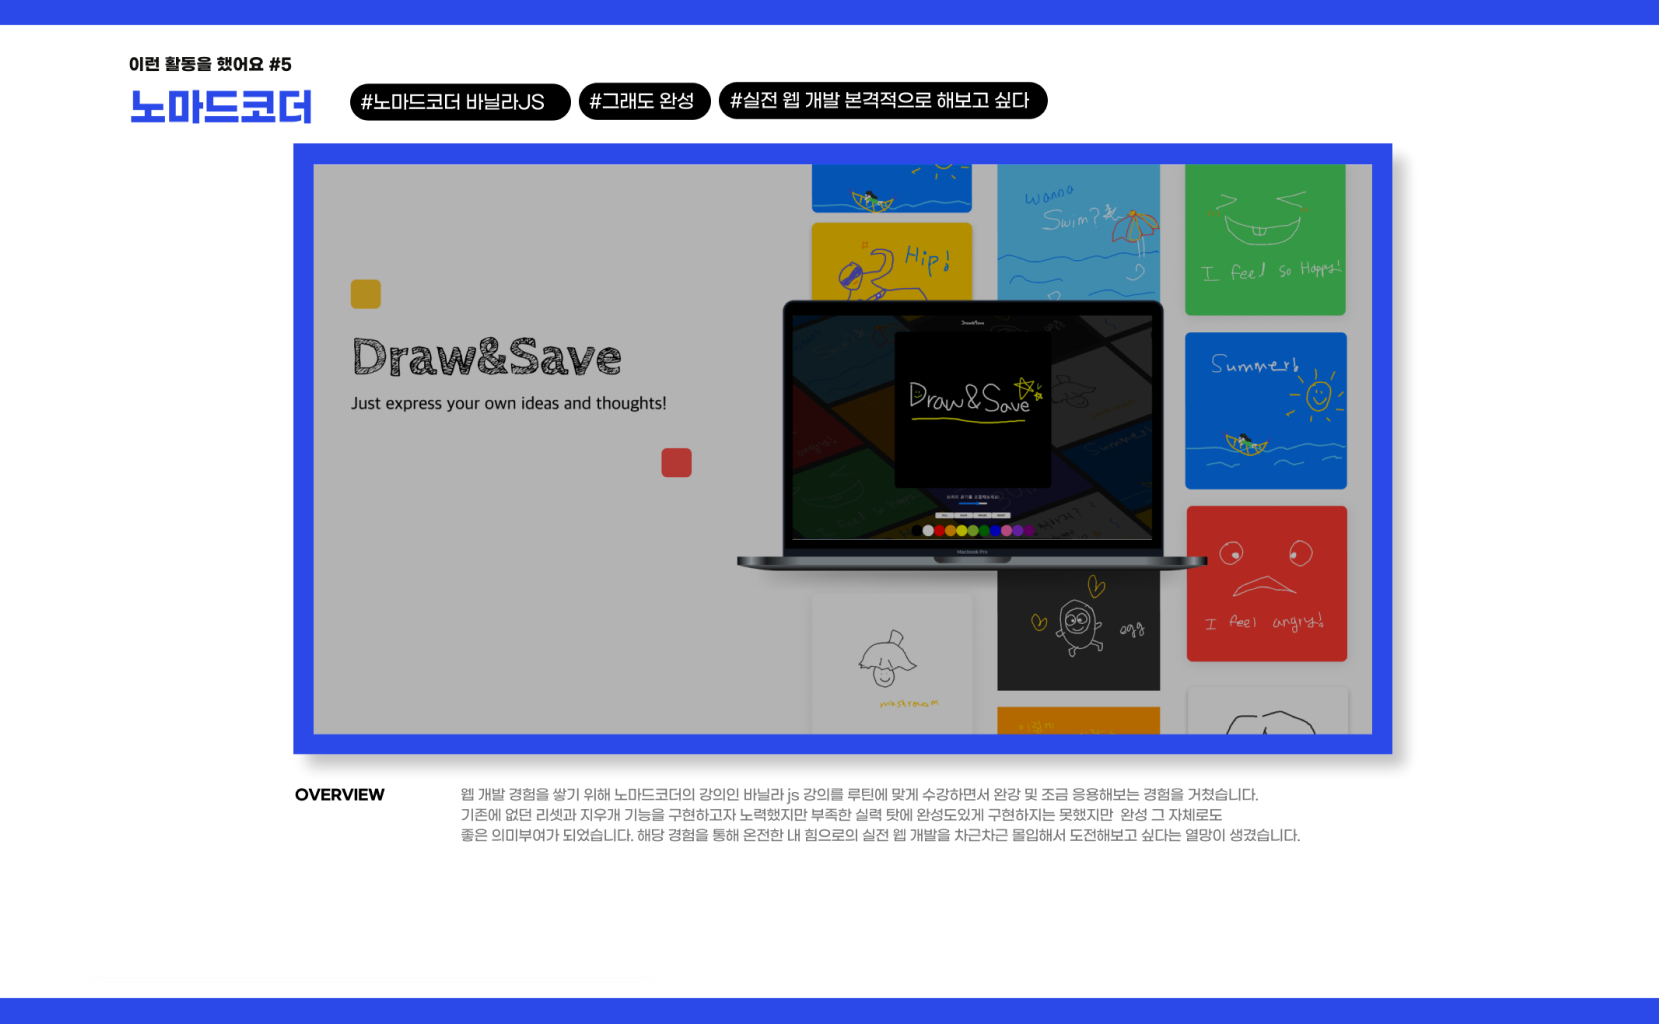 이런 활동을 했어요 #5
노마드코더
#노마드코더 바닐라JS
#그래도 완성
#실전 웹 개발 본격적으로 해보고 싶다
Draw&Save
Just express your own ideas and thoughts!
Hip!
Wanna
Swim?
I feel so Happy!
Summer!
Draw&Save
Draw&Save
Macbook Pro
I feel angry!
egg
OVERVIEW
웹 개발 경험을 쌓기 위해 노마드코더의 강의인 바닐라 js 강의를 루틴에 맞게 수강하면서 완강 및 조금 응용해보는 경험을 거쳤습니다.
기존에 없던 리셋과 지우개 기능을 구현하고자 노력했지만 부족한 실력 탓에 완성도있게 구현하지는 못했지만 완성 그 자체로도
좋은 의미부여가 되었습니다. 해당 경험을 통해 온전한 내 힘으로의 실전 웹 개발을 차근차근 몰입해서 도전해보고 싶다는 열망이 생겼습니다.